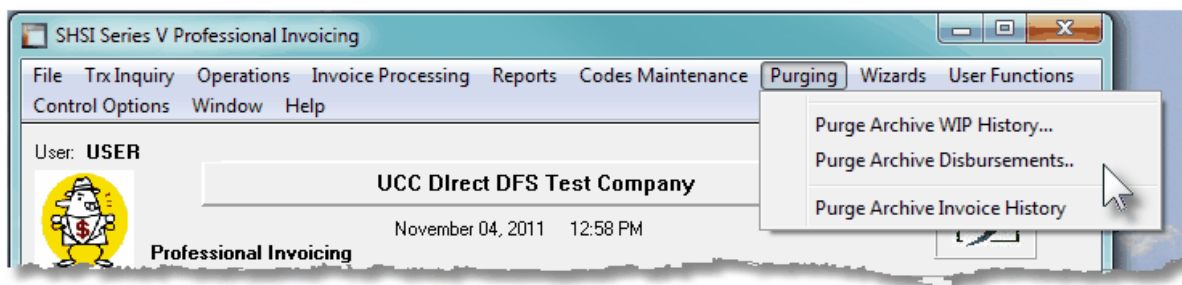 SHSI Series V Professional Invoicing
File Trx Inquiry Operations Invoice Processing Reports Codes Maintenance Purging Wizards User Functions
Control Options Window Help
Purge Archive WIP History...
Purge Archive Disbursements..
Purge Archive Invoice History
User: USER
UCC DIrect DFS Test Company
November 04, 2011 12:58 PM
Professional Invoicing